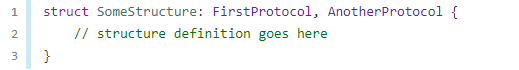 1 struct SomeStructure: FirstProtocol, AnotherProtocol {
2     // structure definition goes here
3 }